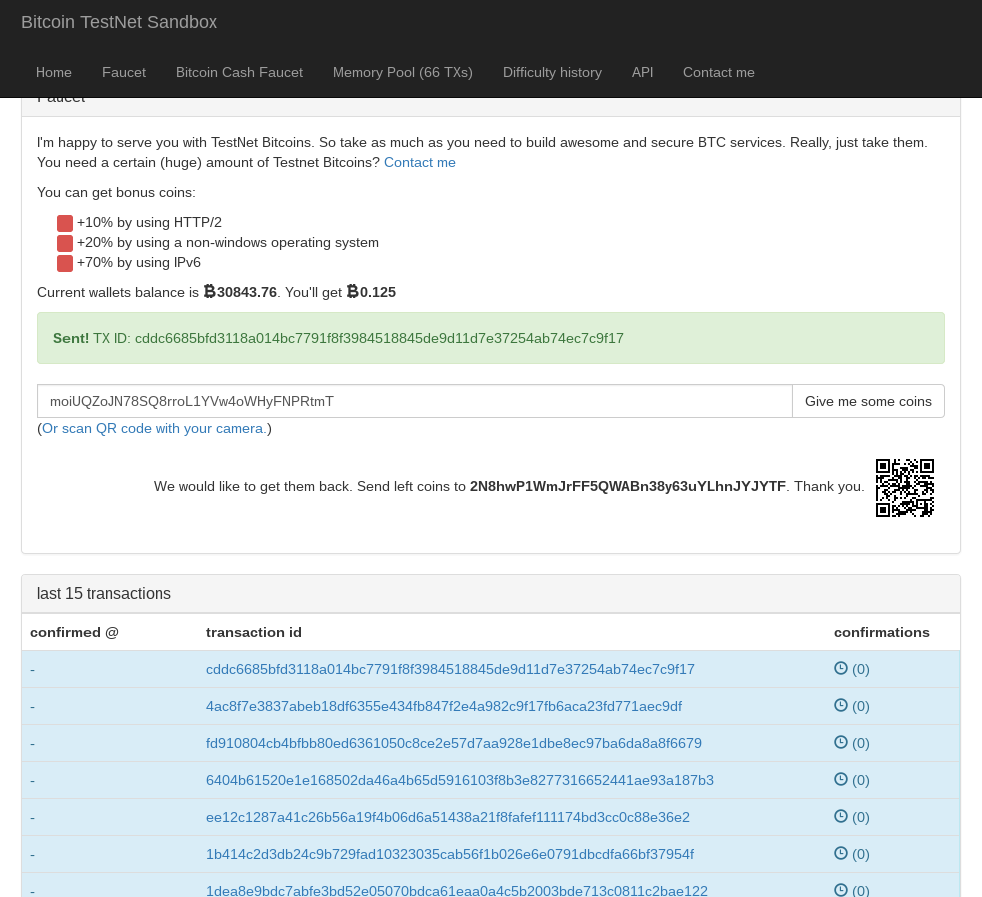 Bitcoin TestNet Sandbox
Home Faucet Bitcoin Cash Faucet Memory Pool (66 TXs) Difficulty history API Contact me
Faucet
I'm happy to serve you with TestNet Bitcoins. So take as much as you need to build awesome and secure BTC services. Really, just take them.
You need a certain (huge) amount of Testnet Bitcoins? Contact me
You can get bonus coins:
+10% by using HTTP/2
+20% by using a non-windows operating system
+70% by using IPv6
Current wallets balance is ₿30843.76. You'll get ₿0.125
Sent! TX ID: cddc6685bfd3118a014bc7791f8f3984518845de9d11d7e37254ab74ec7c9f17
moiUQZoJN78SQ8rroL1YVw4oWHyFNPRtmT Give me some coins
(Or scan QR code with your camera.)
We would like to get them back. Send left coins to 2N8hwP1WmJrFF5QWABn38y63uYLhnJYJYTF. Thank you.
last 15 transactions
confirmed @ transaction id confirmations
- cddc6685bfd3118a014bc7791f8f3984518845de9d11d7e37254ab74ec7c9f17 (0)
- 4ac8f7e3837abeb18df6355e434fb847f2e4a982c9f17fb6aca23fd771aec9df (0)
- fd910804cb4bfbb80ed6361050c8ce2e57d7aa928e1dbe8ec97ba6da8a8f6679 (0)
- 6404b61520e1e168502da46a4b65d5916103f8b3e8277316652441ae93a187b3 (0)
- ee12c1287a41c26b56a19f4b06d6a51438a21f8fafef111174bd3cc0c88e36e2 (0)
- 1b414c2d3db24c9b729fad10323035cab56f1b026e6e0791dbcdfa66bf37954f (0)
- 1dea8e9bdc7abfe3bd52e05070bdca61eaa0a4c5b2003bde713c0811c2bae122 (0)